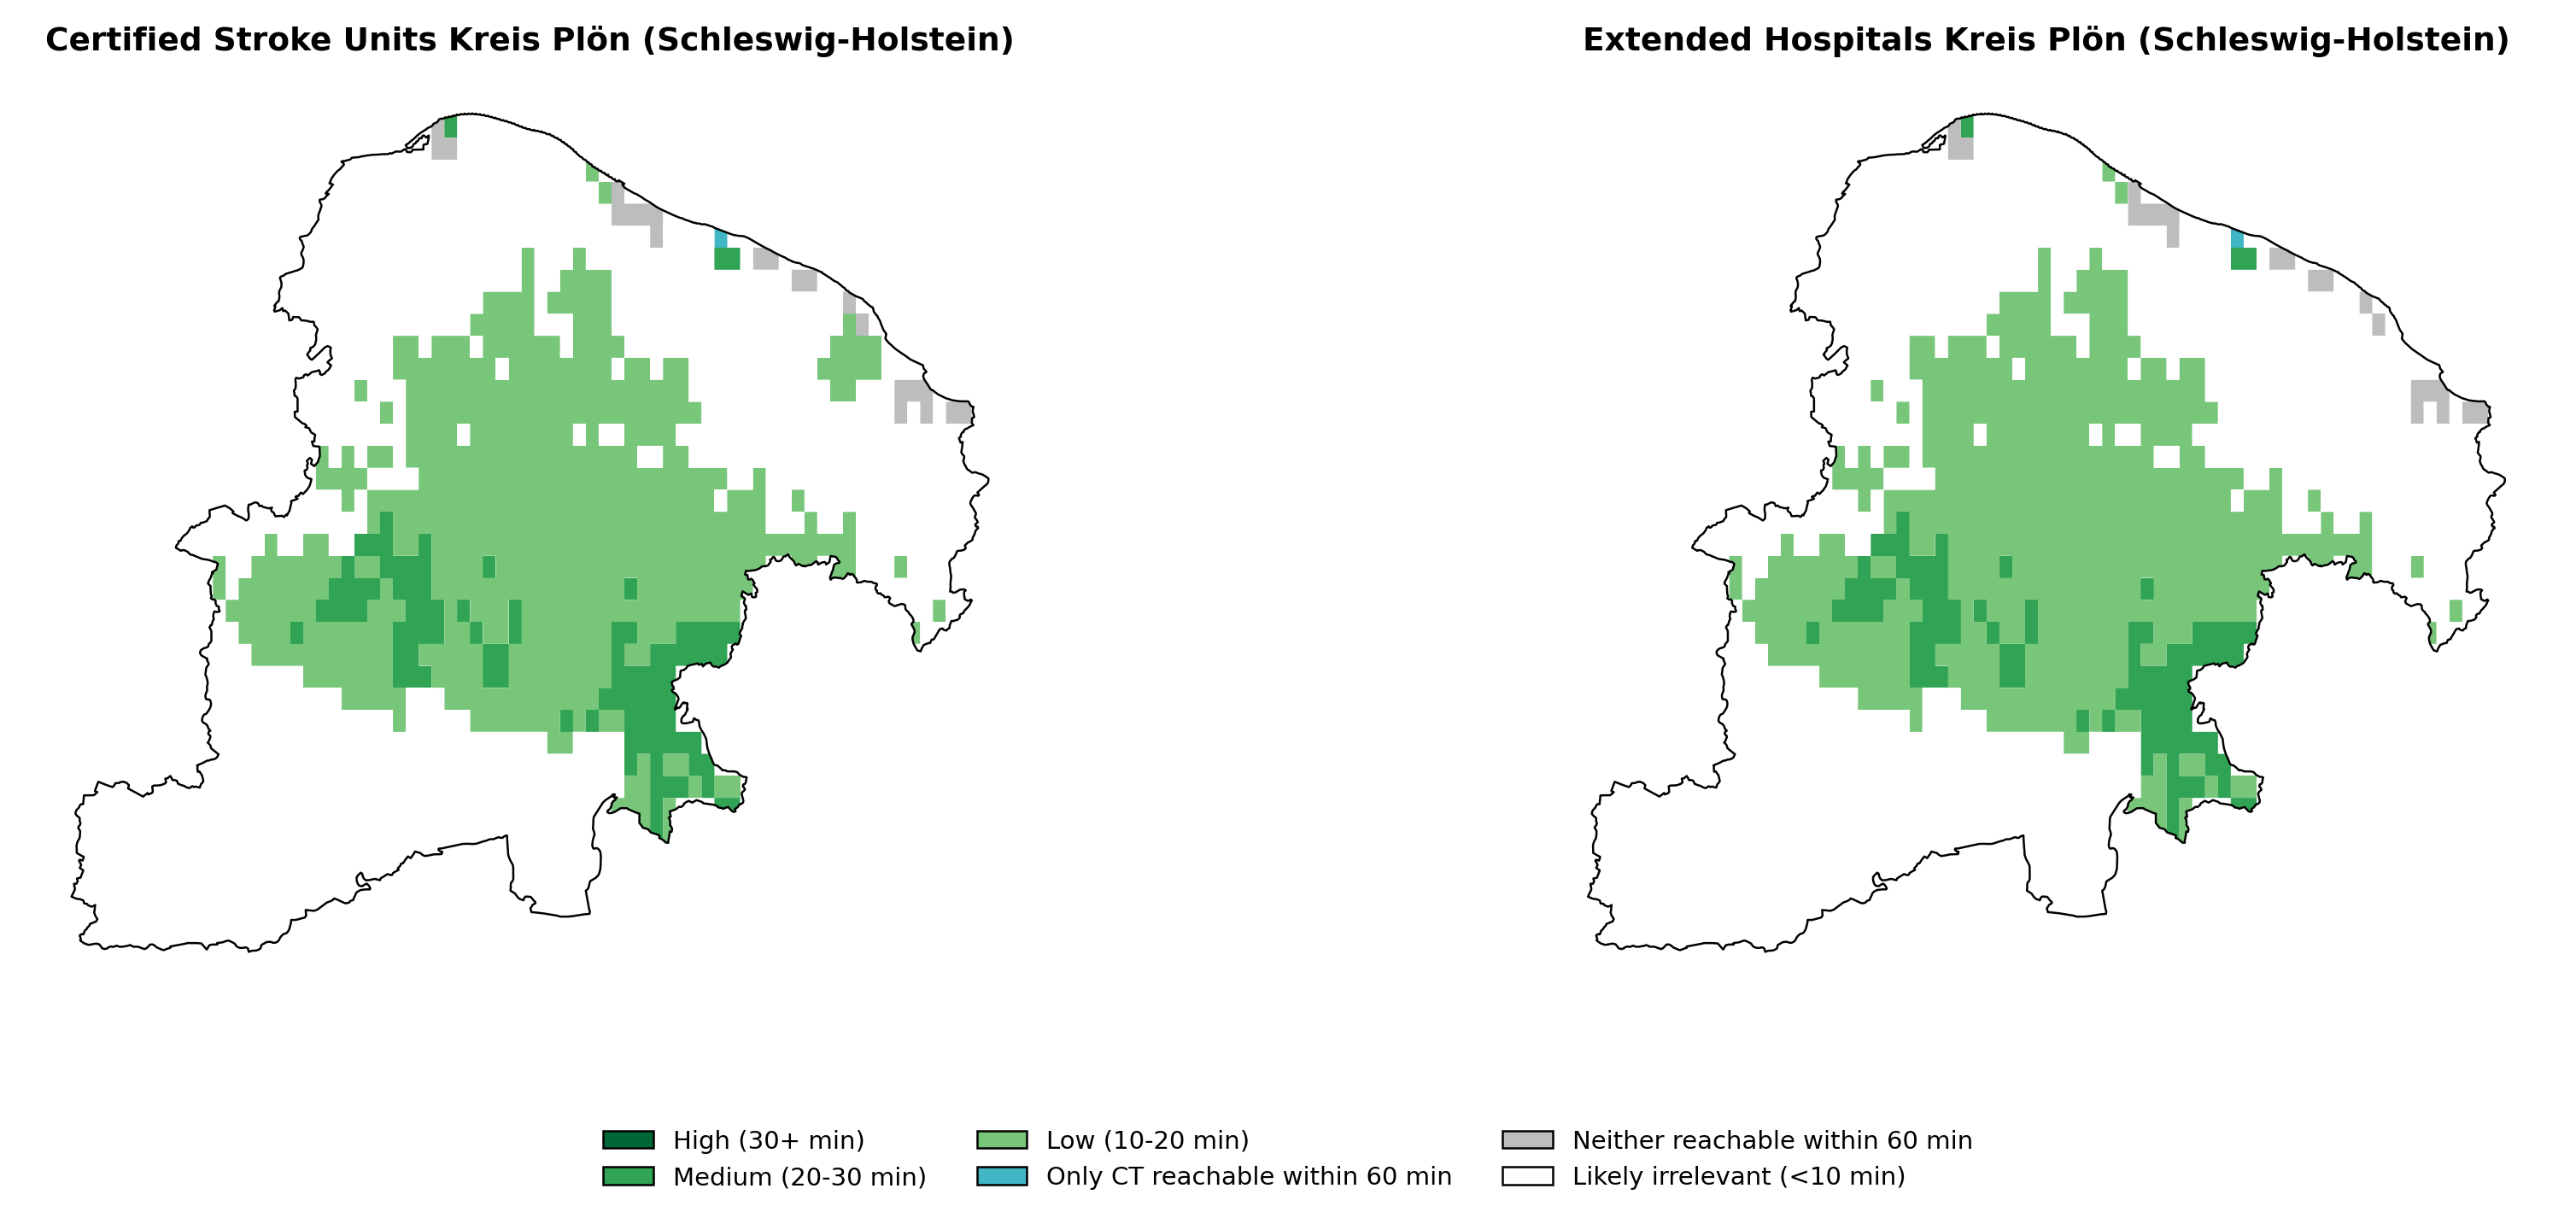 Certified Stroke Units Kreis Plön (Schleswig-Holstein)
Extended Hospitals Kreis Plön (Schleswig-Holstein)
High (30+ min)
Medium (20-30 min)
Low (10-20 min)
Only CT reachable within 60 min
Neither reachable within 60 min
Likely irrelevant (<10 min)